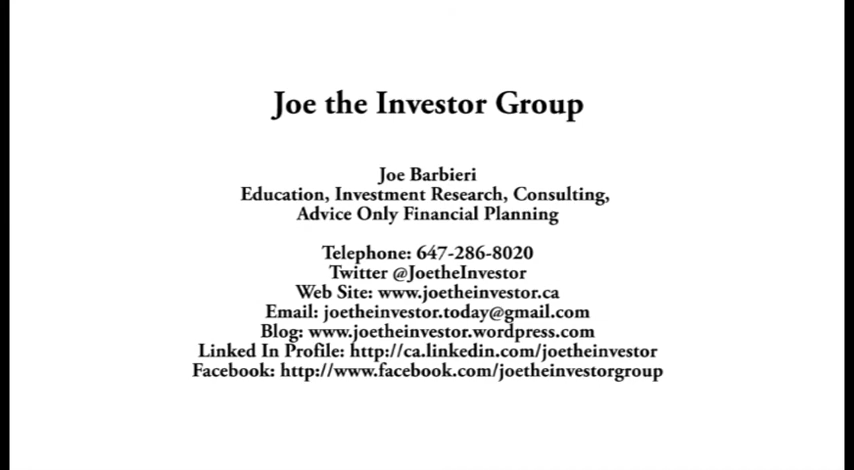 Joe the Investor Group
Joe Barbieri
Education, Investment Research, Consulting,
Advice Only Financial Planning
Telephone: 647-286-8020
Twitter @JoetheInvestor
Web Site: www.joetheinvestor.ca
Email: joetheinvestor.today@gmail.com
Blog: www.joetheinvestor.wordpress.com
Linked In Profile: http://ca.linkedin.com/joetheinvestor
Facebook: http://www.facebook.com/joetheinvestorgroup